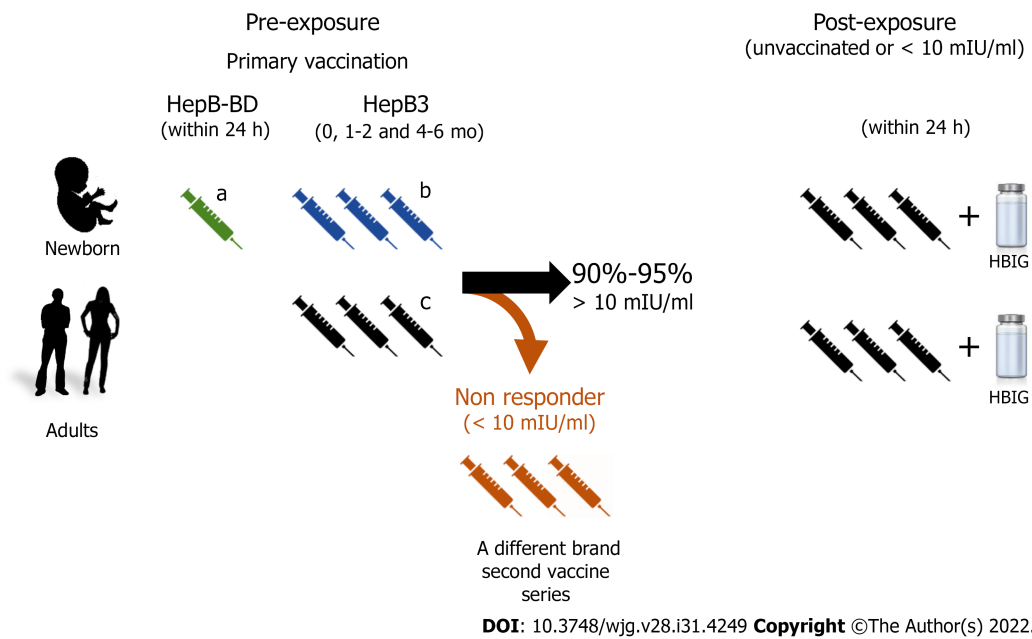 Pre-exposure
Primary vaccination
HepB-BD
(within 24 h)
HepB3
(0, 1-2 and 4-6 mo)
Post-exposure
(unvaccinated or < 10 mIU/ml)
(within 24 h)
a
b
+
HBIG
Newborn
c
90%-95%
> 10 mIU/ml
+
HBIG
Adults
Non responder
(< 10 mIU/ml)
A different brand
second vaccine
series
DOI: 10.3748/wjg.v28.i31.4249 Copyright ©The Author(s) 2022.